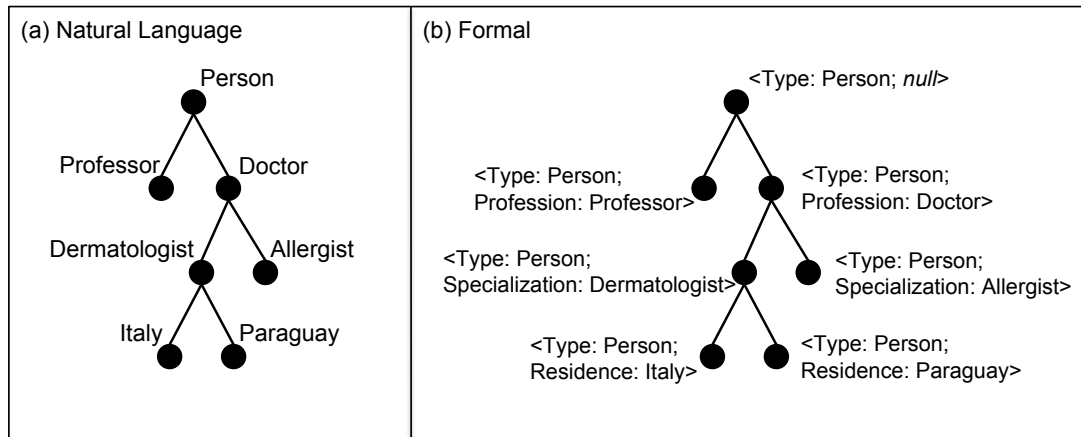 (a) Natural Language
Person
Professor
Doctor
Dermatologist
Allergist
Italy
Paraguay
(b) Formal
<Type: Person; null>
<Type: Person;
Profession: Professor>
<Type: Person;
Profession: Doctor>
<Type: Person;
Specialization: Dermatologist>
<Type: Person;
Specialization: Allergist>
<Type: Person;
Residence: Italy>
<Type: Person;
Residence: Paraguay>